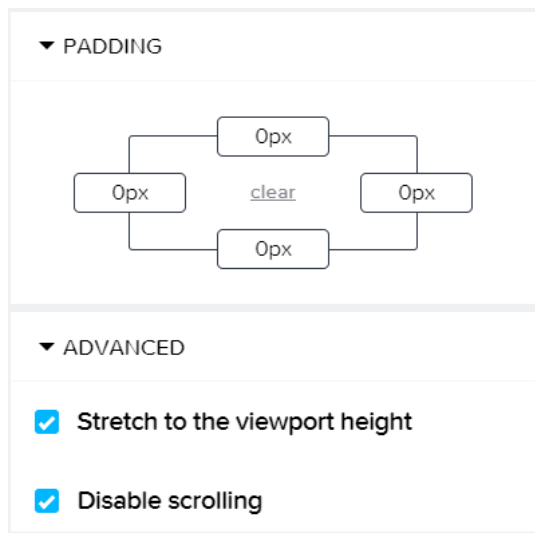 PADDING
0px
0px clear 0px
0px
ADVANCED
Stretch to the viewport height
Disable scrolling